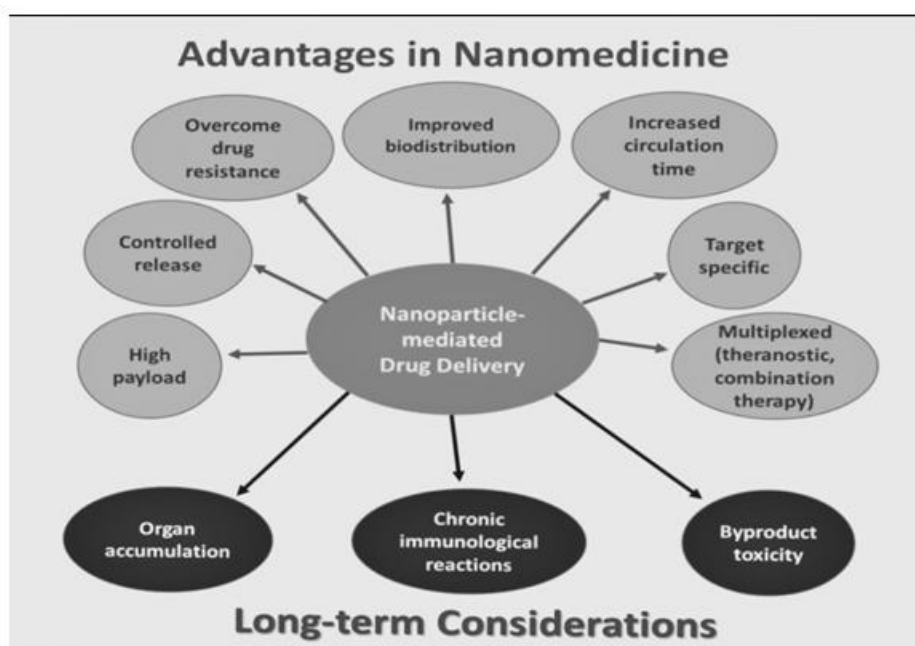 Advantages in Nanomedicine
Overcome
drug
resistance
Improved
biodistribution
Increased
circulation
time
Controlled
release
Target
specific
High
payload
Nanoparticle-
mediated
Drug Delivery
Multiplexed
(theranostic,
combination
therapy)
Organ
accumulation
Chronic
immunological
reactions
Byproduct
toxicity
Long-term Considerations